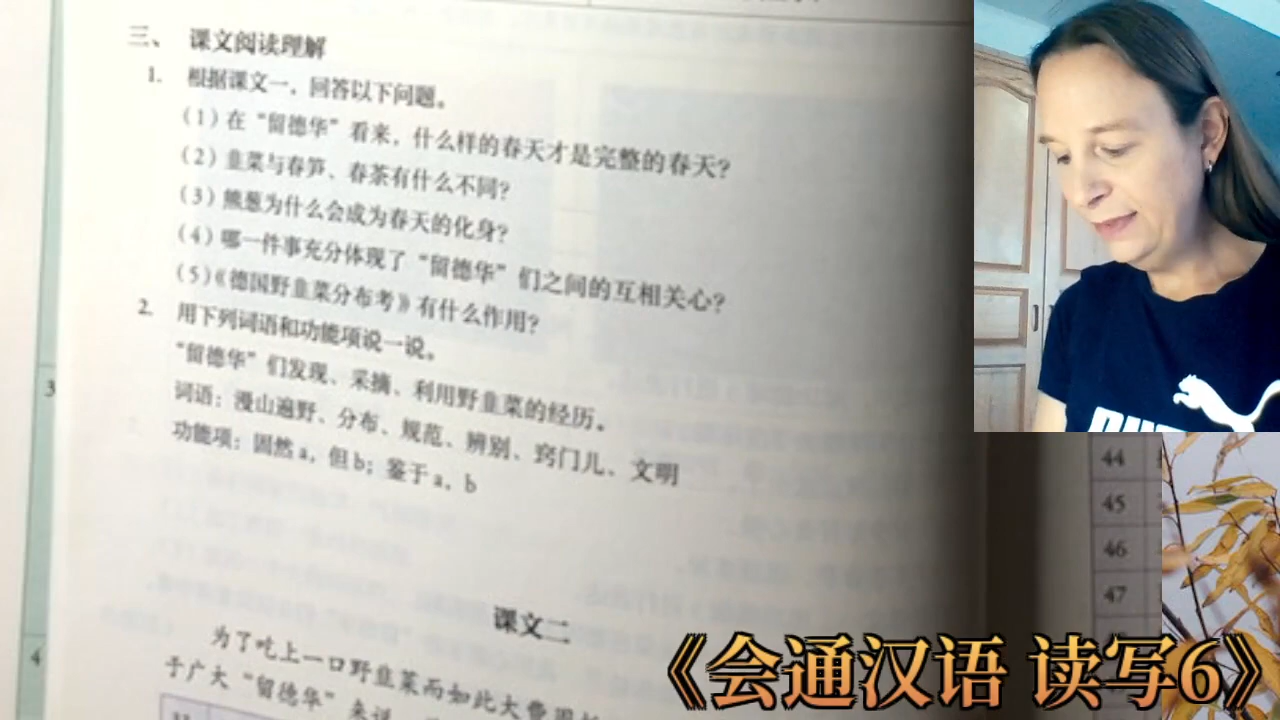 三、 课文阅读理解
1. 根据课文一，回答以下问题。
（1）在“留德华”看来，什么样的春天才是完整的春天？
（2）韭菜与春笋、春茶有什么不同？
（3）熊葱为什么会成为春天的化身？
（4）哪一件事充分体现了“留德华”们之间的互相关心？
（5）《德国野韭菜分布考》有什么作用？
2. 用下列词语和功能项说一说。
“留德华”们发现、采摘、利用野韭菜的经历。
词语：漫山遍野、分布、规范、辨别、窍门儿、文明
功能项：固然a，但b；鉴于a，b
课文二
为了吃上一口野韭菜而如此大费周
于广大“留德华”来说
3
4
44
45
46
47
《会通汉语 读写6》